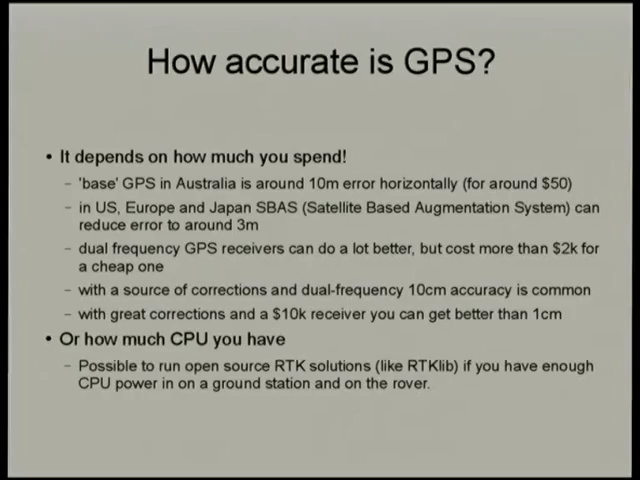 How accurate is GPS?
• It depends on how much you spend!
– 'base' GPS in Australia is around 10m error horizontally (for around $50)
– in US, Europe and Japan SBAS (Satellite Based Augmentation System) can
reduce error to around 3m
– dual frequency GPS receivers can do a lot better, but cost more than $2k for
a cheap one
– with a source of corrections and dual-frequency 10cm accuracy is common
– with great corrections and a $10k receiver you can get better than 1cm
• Or how much CPU you have
– Possible to run open source RTK solutions (like RTKlib) if you have enough
CPU power in on a ground station and on the rover.